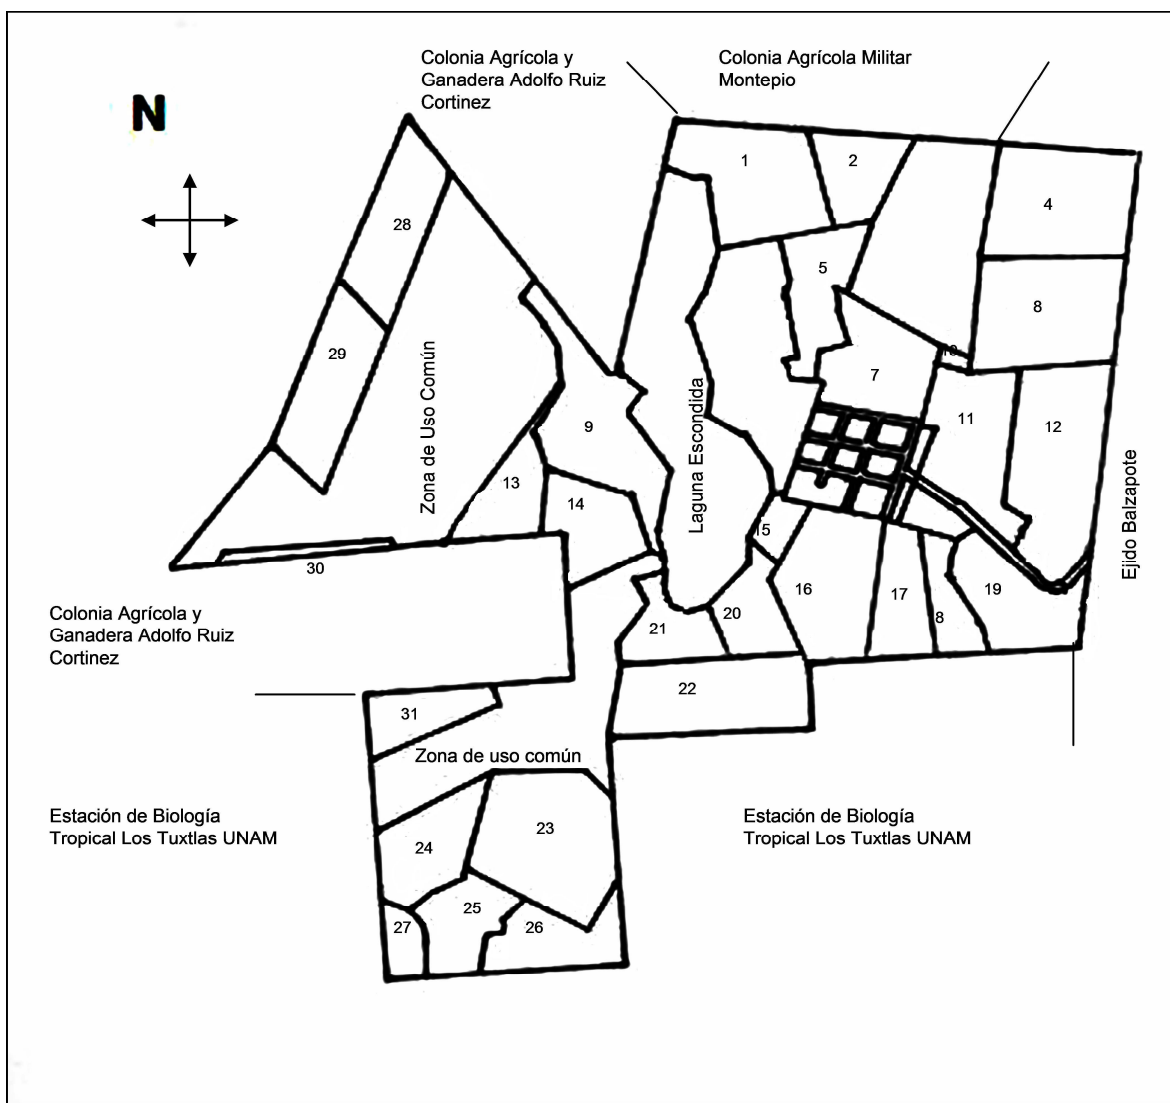 Colonia Agrícola y
Ganadera Adolfo Ruiz
Cortinez
Colonia Agrícola Militar
Montepio
N
1
2
4
28
5
8
29
7
10
Zona de Uso Común
9
Laguna Escondida
11
12
Ejido Balzapote
13
14
15
30
16
17
8
19
20
21
Colonia Agrícola y
Ganadera Adolfo Ruiz
Cortinez
22
31
Zona de uso común
Estación de Biología
Tropical Los Tuxtlas UNAM
Estación de Biología
Tropical Los Tuxtlas UNAM
23
24
25
26
27